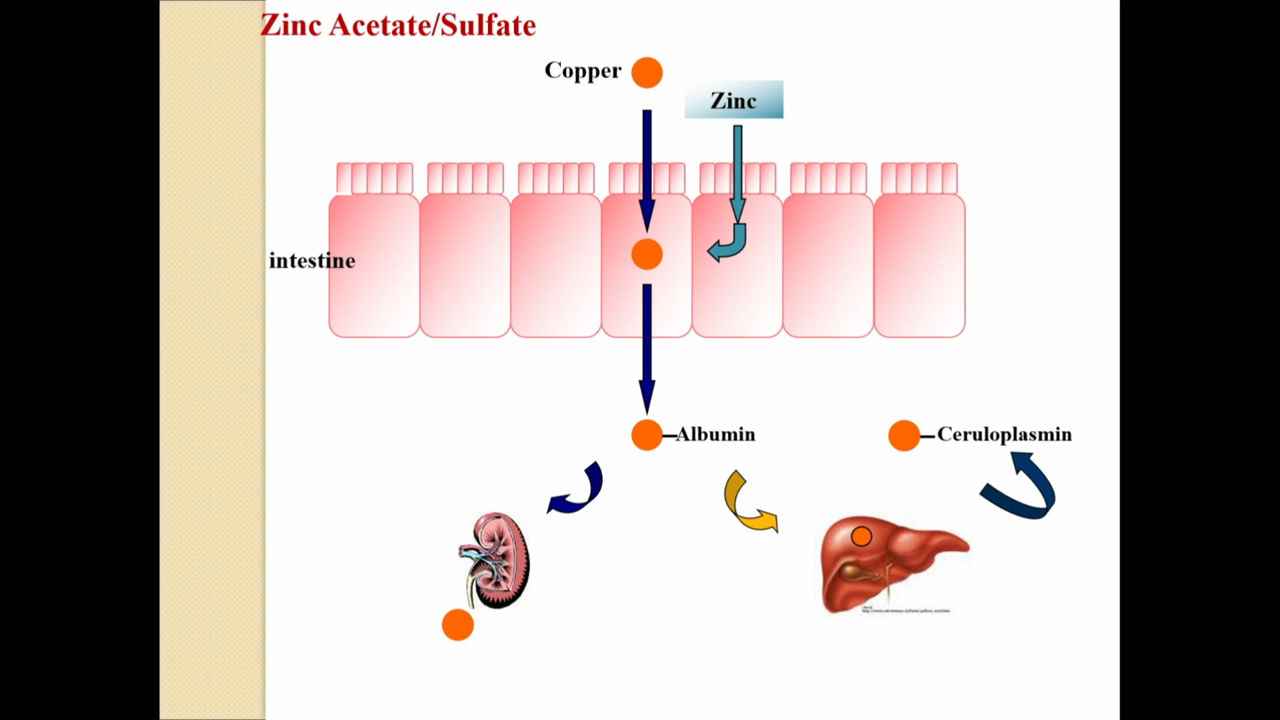 Zinc Acetate/Sulfate
Copper
Zinc
intestine
Albumin
Ceruloplasmin